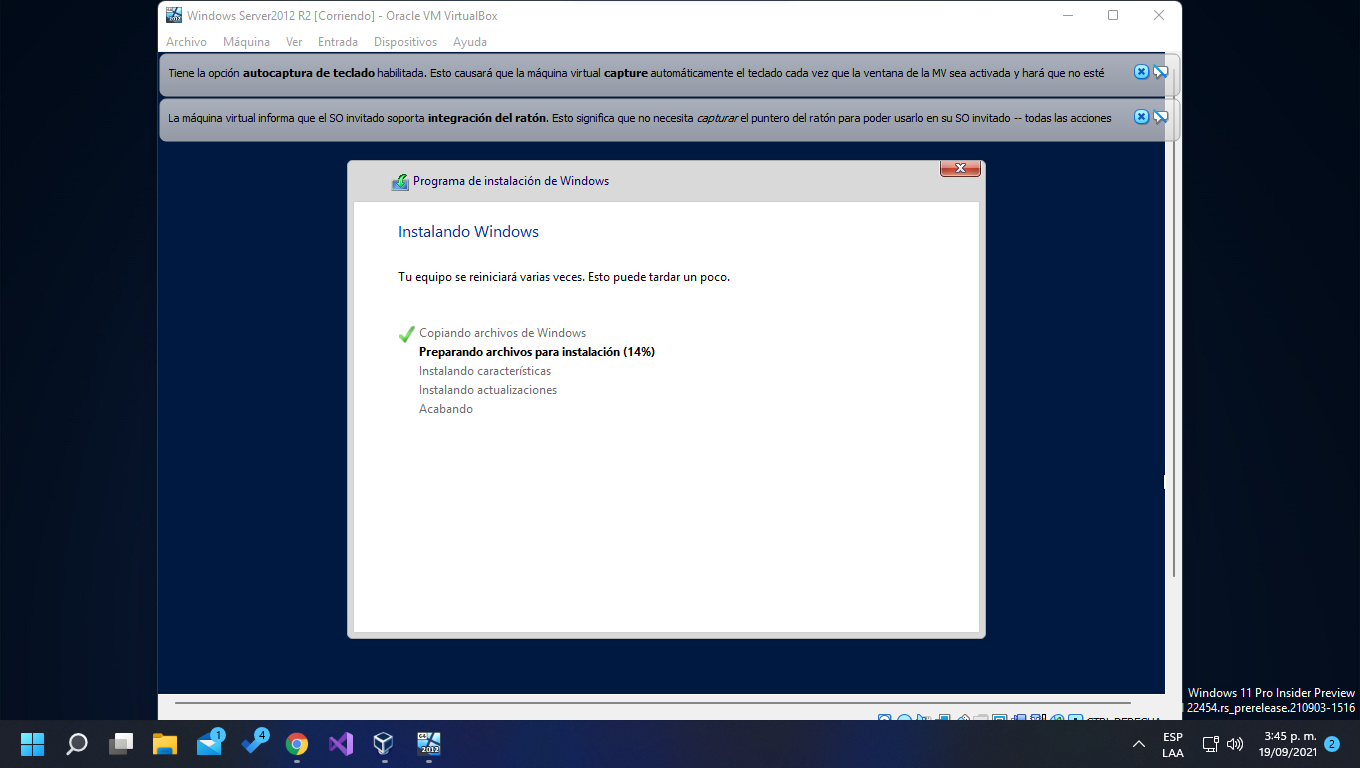 Windows Server2012 R2 [Corriendo] - Oracle VM VirtualBox
Archivo Máquina Ver Entrada Dispositivos Ayuda
Tiene la opción autocaptura de teclado habilitada. Esto causará que la máquina virtual capture automáticamente el teclado cada vez que la ventana de la MV sea activada y hará que no esté
La máquina virtual informa que el SO invitado soporta integración del ratón. Esto significa que no necesita capturar el puntero del ratón para poder usarlo en su SO invitado -- todas las acciones
Programa de instalación de Windows
Instalando Windows
Tu equipo se reiniciará varias veces. Esto puede tardar un poco.
Copiando archivos de Windows
Preparando archivos para instalación (14%)
Instalando características
Instalando actualizaciones
Acabando
Windows 11 Pro Insider Preview
22454.rs_prerelease.210903-1516
CTRL DERECHA
1
4
64
2012
ESP
LAA
3:45 p. m.
19/09/2021
2